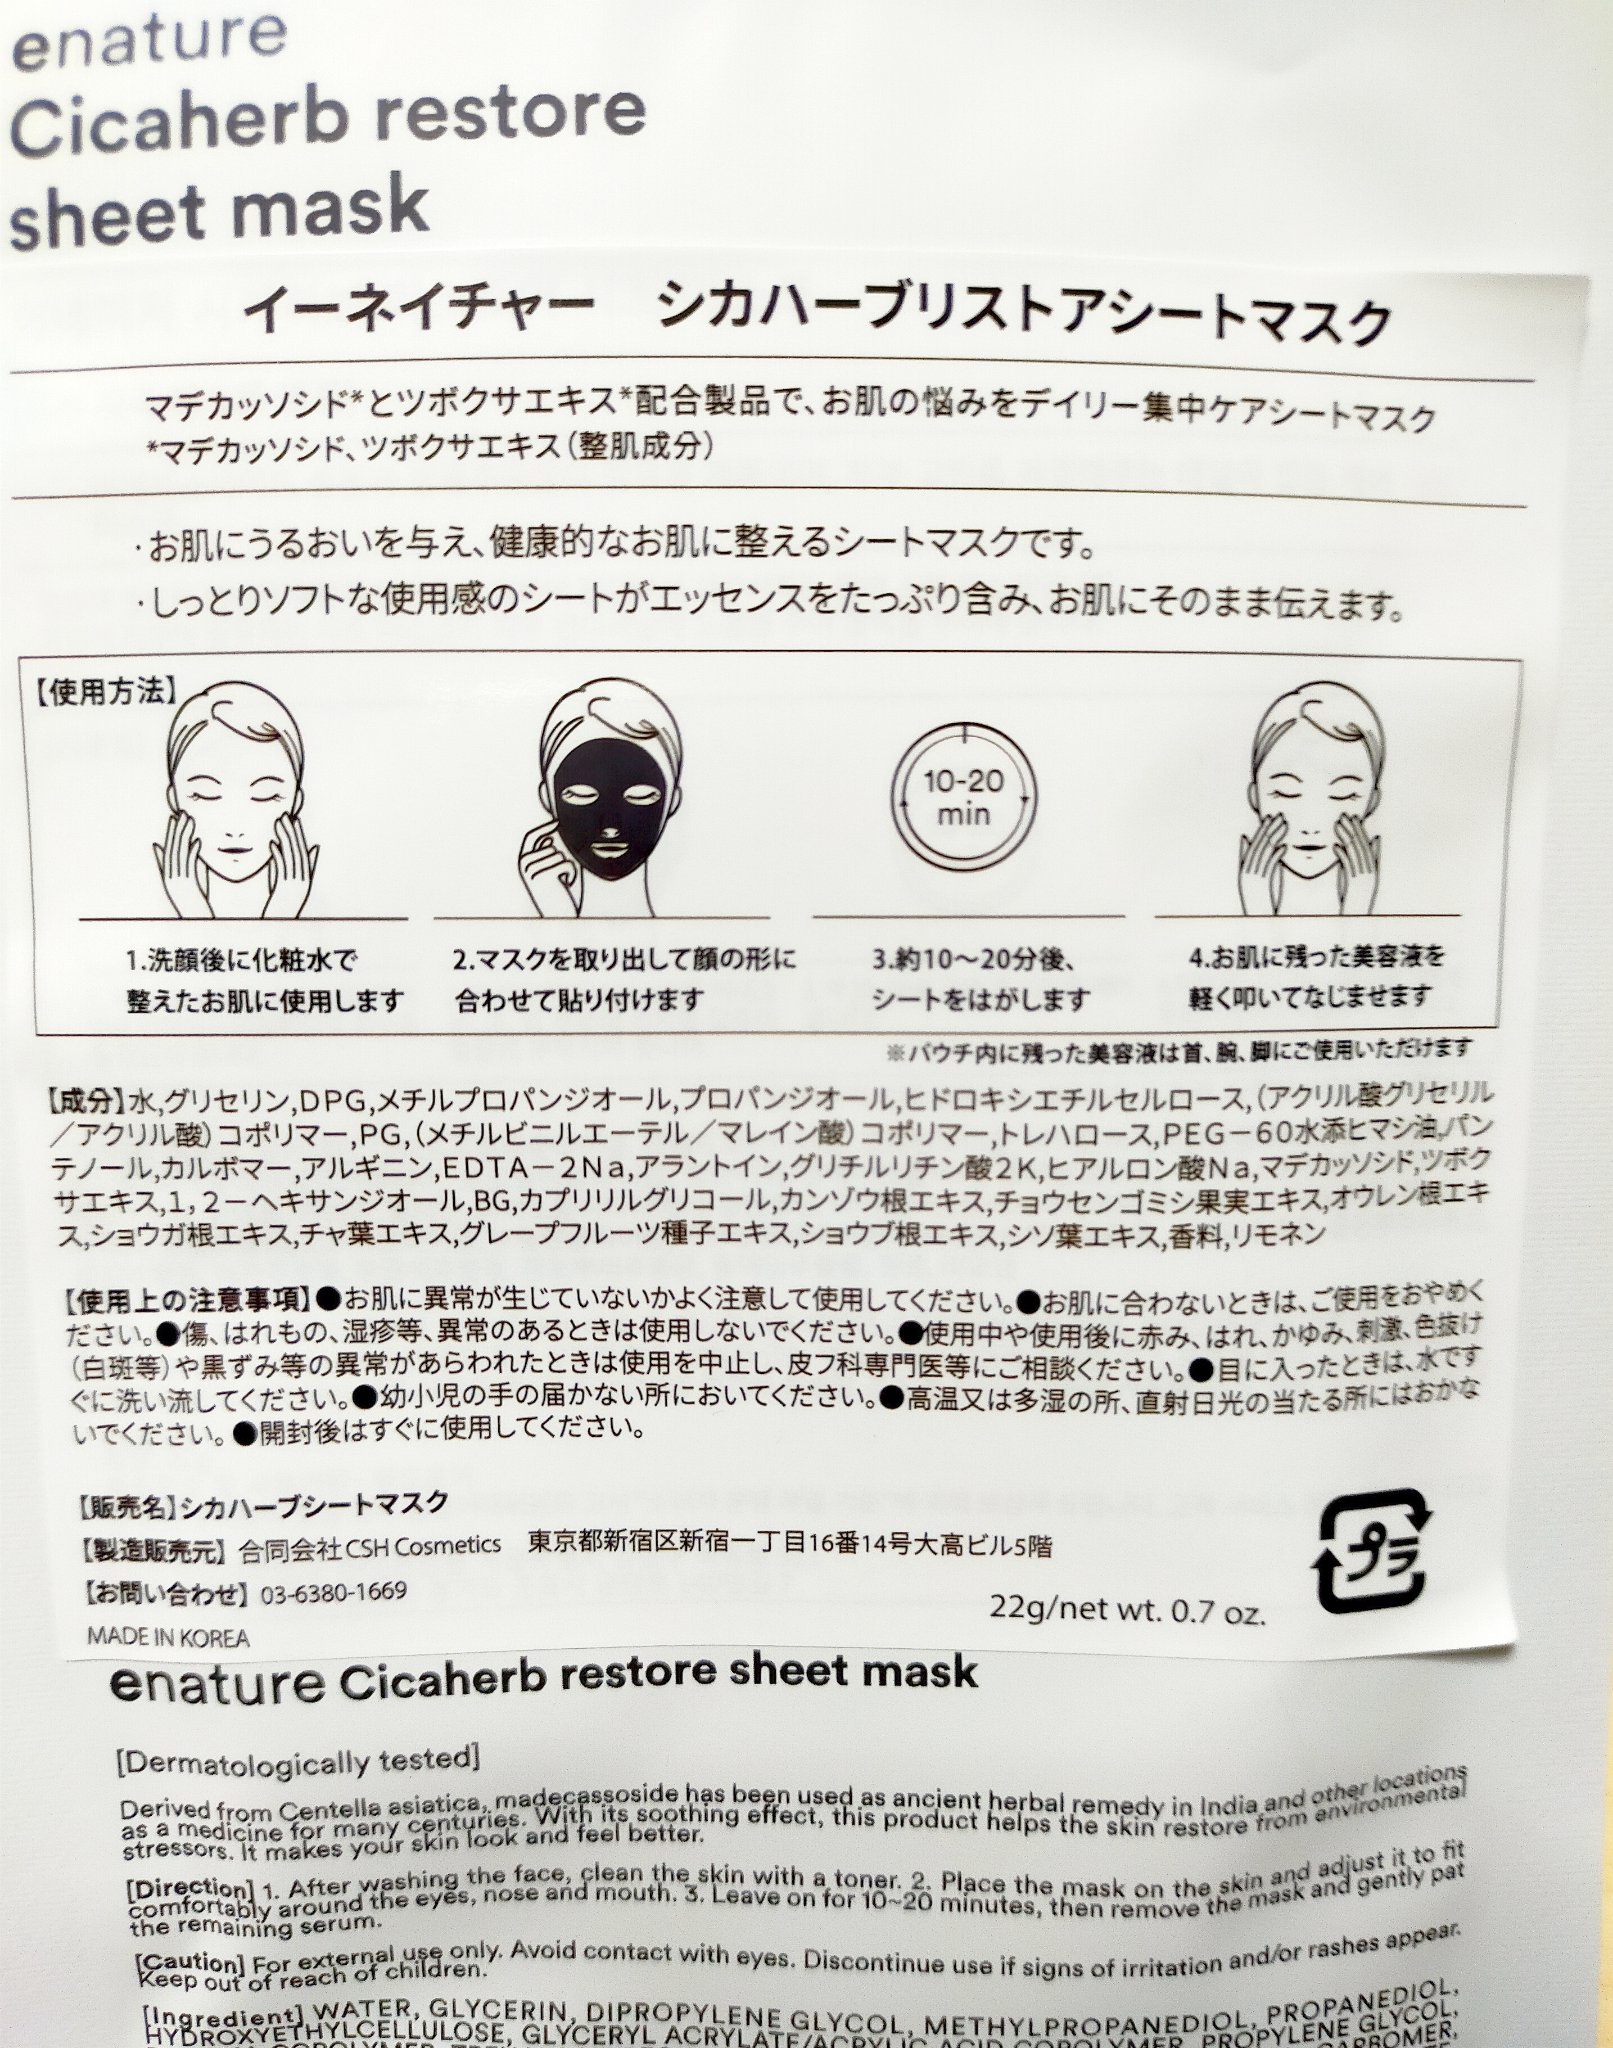 enature
Cicaherb restore
sheet mask
イーネイチャー　シカハーブリストアシートマスク
マデカッソシド*とツボクサエキス*配合製品で、お肌の悩みをデイリー集中ケアシートマスク
*マデカッソシド、ツボクサエキス（整肌成分）
・お肌にうるおいを与え、健康的なお肌に整えるシートマスクです。
・しっとりソフトな使用感のシートがエッセンスをたっぷり含み、お肌にそのまま伝えます。
【使用方法】
10-20
min
1.洗顔後に化粧水で
整えたお肌に使用します
2.マスクを取り出して顔の形に
合わせて貼り付けます
3.約10～20分後、
シートをはがします
4.お肌に残った美容液を
軽く叩いてなじませます
※パウチ内に残った美容液は首、腕、脚にご使用いただけます
【成分】水,グリセリン,DPG,メチルプロパンジオール,プロパンジオール,ヒドロキシエチルセルロース,（アクリル酸グリセリル
／アクリル酸）コポリマー,PG,（メチルビニルエーテル／マレイン酸）コポリマー,トレハロース,PEG－60水添ヒマシ油,パン
テノール,カルボマー,アルギニン,EDTA－2Na,アラントイン,グリチルリチン酸2K,ヒアルロン酸Na,マデカッソシド,ツボク
サエキス,1，2－ヘキサンジオール,BG,カプリリルグリコール,カンゾウ根エキス,チョウセンゴミシ果実エキス,オウレン根エキ
ス,ショウガ根エキス,チャ葉エキス,グレープフルーツ種子エキス,ショウブ根エキス,シソ葉エキス,香料,リモネン
【使用上の注意事項】●お肌に異常が生じていないかよく注意して使用してください。●お肌に合わないときは、ご使用をおやめく
ださい。●傷、はれもの、湿疹等、異常のあるときは使用しないでください。●使用中や使用後に赤み、はれ、かゆみ、刺激、色抜け
（白斑等）や黒ずみ等の異常があらわれたときは使用を中止し、皮フ科専門医等にご相談ください。●目に入ったときは、水です
ぐに洗い流してください。●幼小児の手の届かない所においてください。●高温又は多湿の所、直射日光の当たる所にはおかな
いでください。●開封後はすぐに使用してください。
【販売名】シカハーブシートマスク
【製造販売元】合同会社CSH Cosmetics　東京都新宿区新宿一丁目16番14号大高ビル5階
【お問い合わせ】03-6380-1669
MADE IN KOREA
22g/net wt. 0.7 oz.
プラ
enature Cicaherb restore sheet mask
[Dermatologically tested]
Derived from Centella asiatica, madecassoside has been used as ancient herbal remedy in India and other locations
as a medicine for many centuries. With its soothing effect, this product helps the skin restore from environmental
stressors. It makes your skin look and feel better.
[Direction] 1. After washing the face, clean the skin with a toner. 2. Place the mask on the skin and adjust it to fit
comfortably around the eyes, nose and mouth. 3. Leave on for 10~20 minutes, then remove the mask and gently pat
the remaining serum.
[Caution] For external use only. Avoid contact with eyes. Discontinue use if signs of irritation and/or rashes appear.
Keep out of reach of children.
[Ingredient] WATER, GLYCERIN, DIPROPYLENE GLYCOL, METHYLPROPANEDIOL, PROPANEDIOL,
HYDROXYETHYLCELLULOSE, GLYCERYL ACRYLATE/ACRYLIC ACID COPOLYMER, PROPYLENE GLYCOL,
CARBOMER,